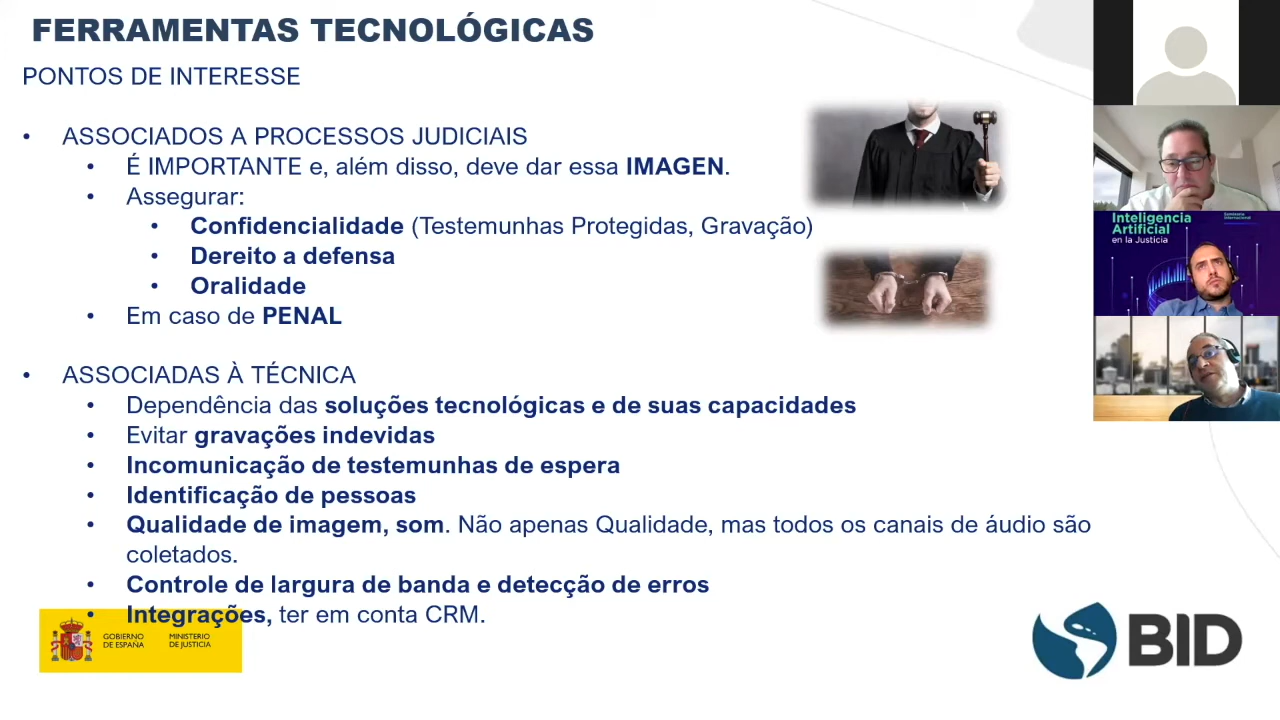 FERRAMENTAS TECNOLÓGICAS
PONTOS DE INTERESSE
• ASSOCIADOS A PROCESSOS JUDICIAIS
• É IMPORTANTE e, além disso, deve dar essa IMAGEN.
• Assegurar:
• Confidencialidade (Testemunhas Protegidas, Gravação)
• Dereito a defensa
• Oralidade
• Em caso de PENAL
• ASSOCIADAS À TÉCNICA
• Dependência das soluções tecnológicas e de suas capacidades
• Evitar gravações indevidas
• Incomunicação de testemunhas de espera
• Identificação de pessoas
• Qualidade de imagem, som. Não apenas Qualidade, mas todos os canais de áudio são
coletados.
• Controle de largura de banda e detecção de erros
• Integrações, ter em conta CRM.
GOBIERNO
DE ESPAÑA
MINISTERIO
DE JUSTICIA
BID
Inteligencia
Artificial
en la Justicia
Seminario
Internacional